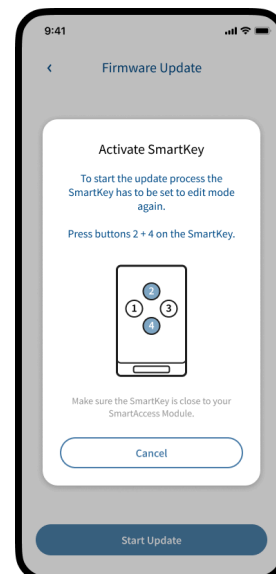 9:41
Firmware Update
Activate SmartKey
To start the update process the
SmartKey has to be set to edit mode
again.
Press buttons 2 + 4 on the SmartKey.
2
1 3
4
Make sure the SmartKey is close to your
SmartAccess Module.
Cancel
Start Update